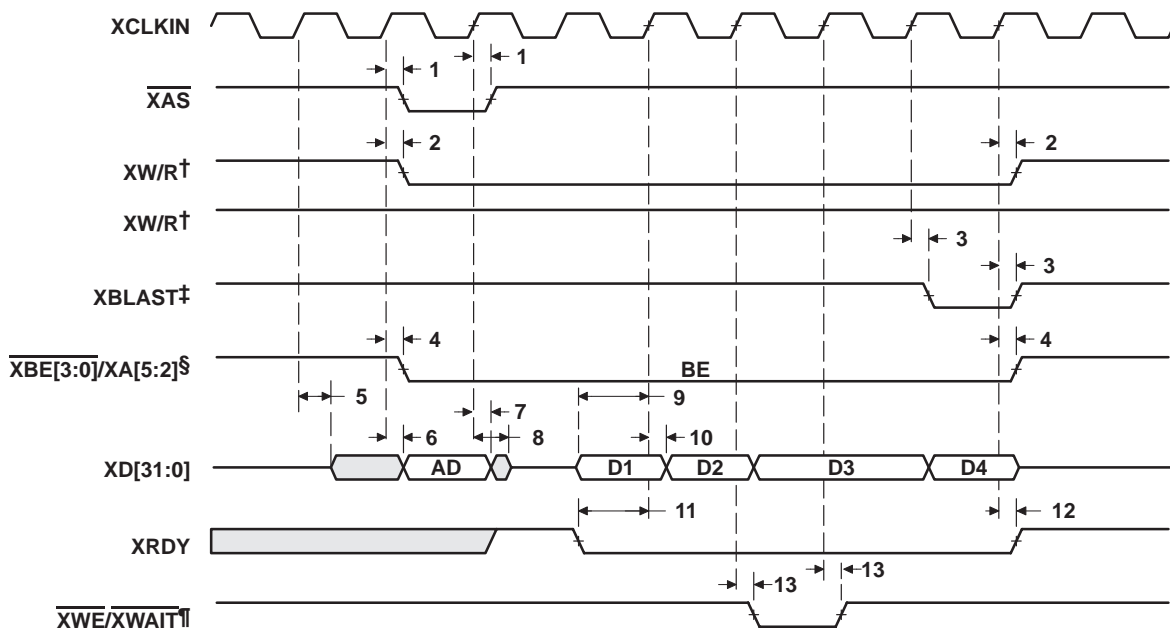 XCLKIN
1 1
XAS
2 2
XW/R†
XW/R†
3
3
XBLAST‡
4 4
XBE[3:0]/XA[5:2]§ BE
5 9
7
6 8 10
XD[31:0] AD D1 D2 D3 D4
11 12
XRDY
13
13
XWE/XWAIT¶